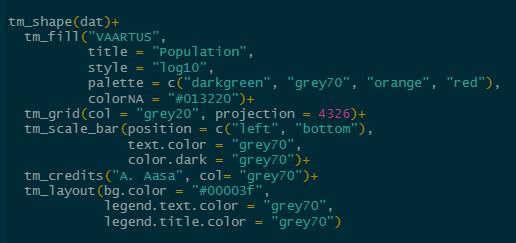 tm_shape(dat)+
  tm_fill("VAARTUS",
          title = "Population",
          style = "log10",
          palette = c("darkgreen", "grey70", "orange", "red"),
          colorNA = "#013220")+
  tm_grid(col = "grey20", projection = 4326)+
  tm_scale_bar(position = c("left", "bottom"),
               text.color = "grey70",
               color.dark = "grey70")+
  tm_credits("A. Aasa", col= "grey70")+
  tm_layout(bg.color = "#00003f",
            legend.text.color = "grey70",
            legend.title.color = "grey70")